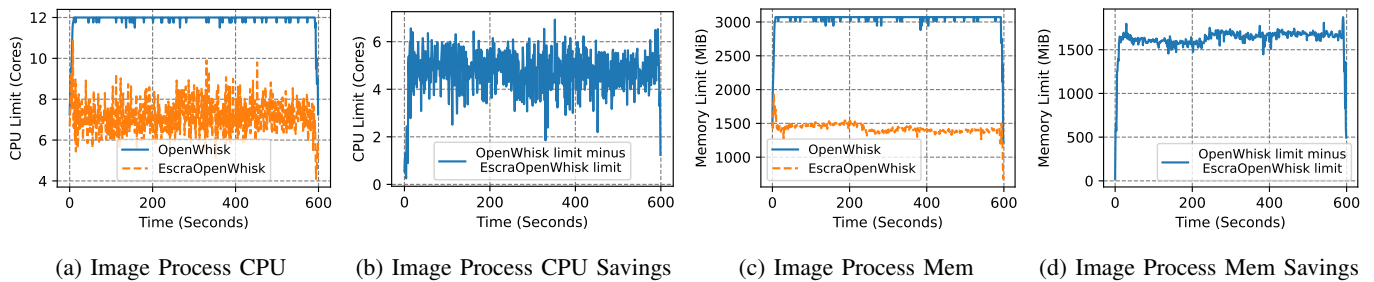 12
10
8
6
4
CPU Limit (Cores)
OpenWhisk
EscraOpenWhisk
0
200
400
600
Time (Seconds)
(a) Image Process CPU
6
4
2
0
CPU Limit (Cores)
OpenWhisk limit minus
EscraOpenWhisk limit
0
200
400
600
Time (Seconds)
(b) Image Process CPU Savings
3000
2500
2000
1500
1000
Memory Limit (MiB)
OpenWhisk
EscraOpenWhisk
0
200
400
600
Time (Seconds)
(c) Image Process Mem
1500
1000
500
0
Memory Limit (MiB)
OpenWhisk limit minus
EscraOpenWhisk limit
0
200
400
600
Time (Seconds)
(d) Image Process Mem Savings